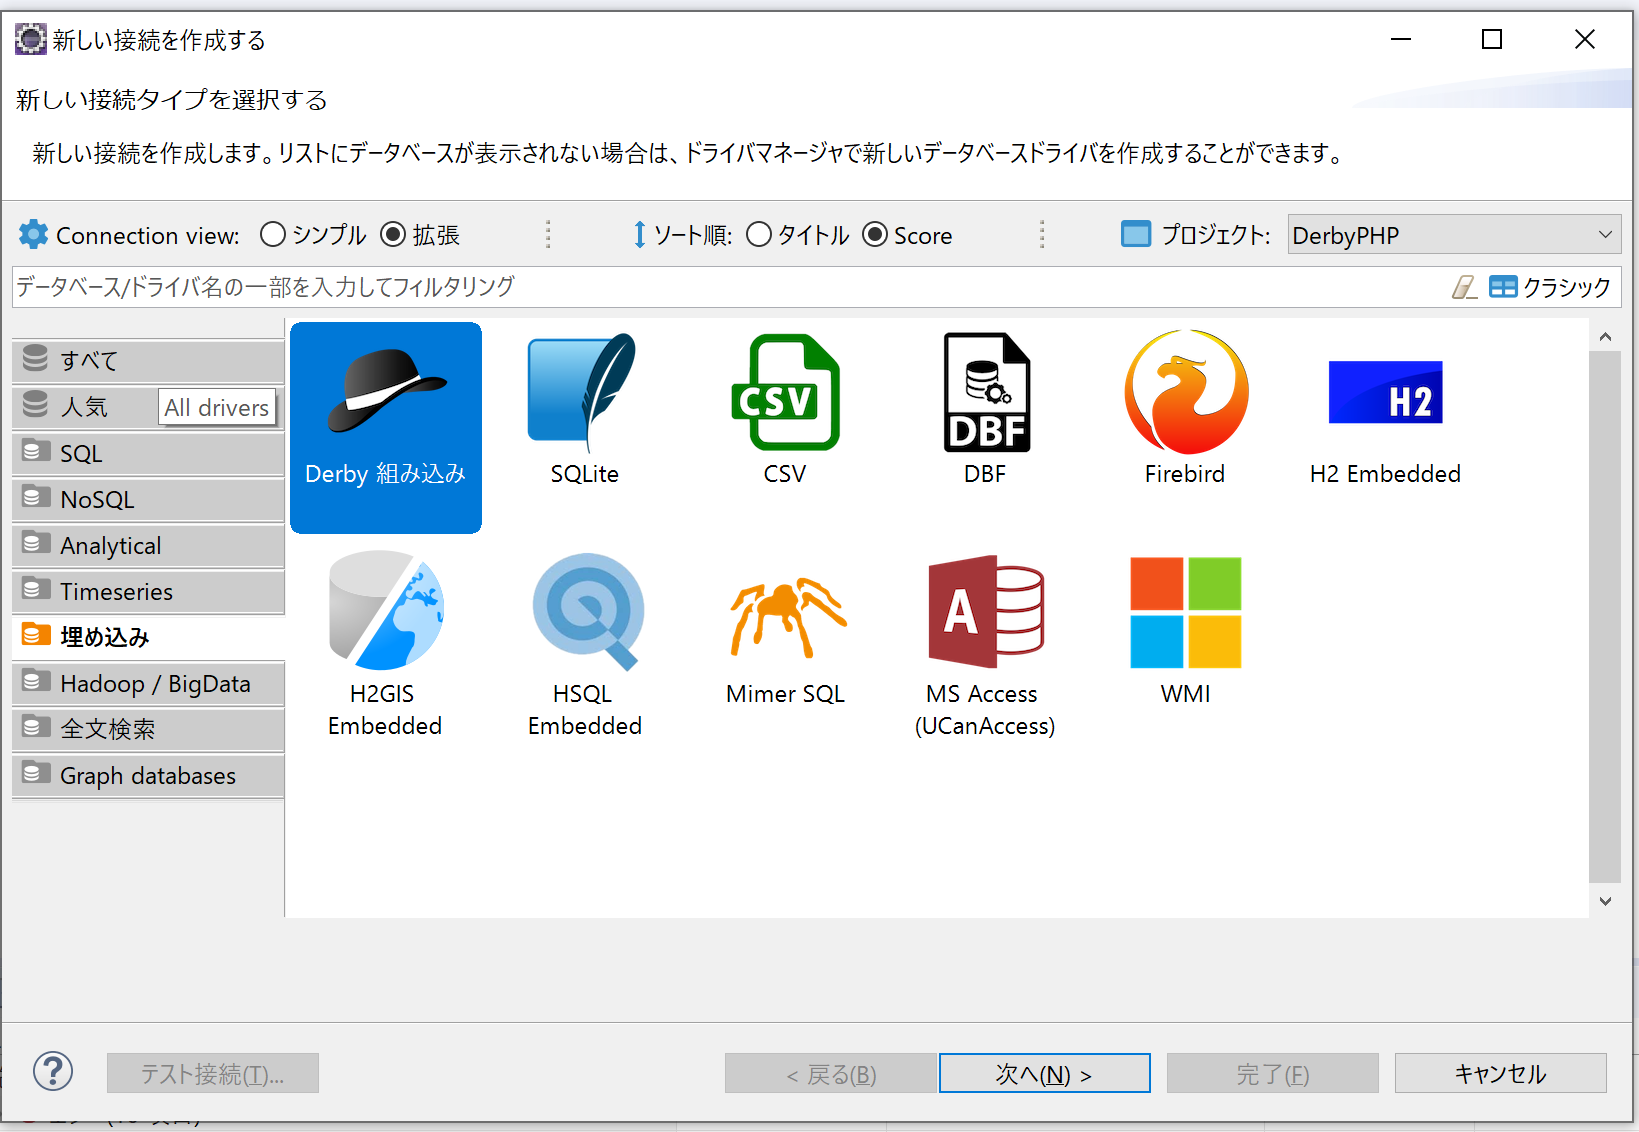 新しい接続を作成する
新しい接続タイプを選択する
新しい接続を作成します。リストにデータベースが表示されない場合は、ドライバマネージャで新しいデータベースドライバを作成することができます。
Connection view: シンプル 拡張 ソート順: タイトル Score プロジェクト: DerbyPHP
データベース/ドライバ名の一部を入力してフィルタリング クラシック
すべて
人気
All drivers
SQL
NoSQL
Analytical
Timeseries
埋め込み
Hadoop / BigData
全文検索
Graph databases
Derby 組み込み
SQLite
CSV
CSV
DBF
DBF
Firebird
H2
H2 Embedded
H2GIS
Embedded
HSQL
Embedded
Mimer SQL
A
MS Access
(UCanAccess)
WMI
?
テスト接続(T)...
< 戻る(B)
次へ(N) >
完了(F)
キャンセル